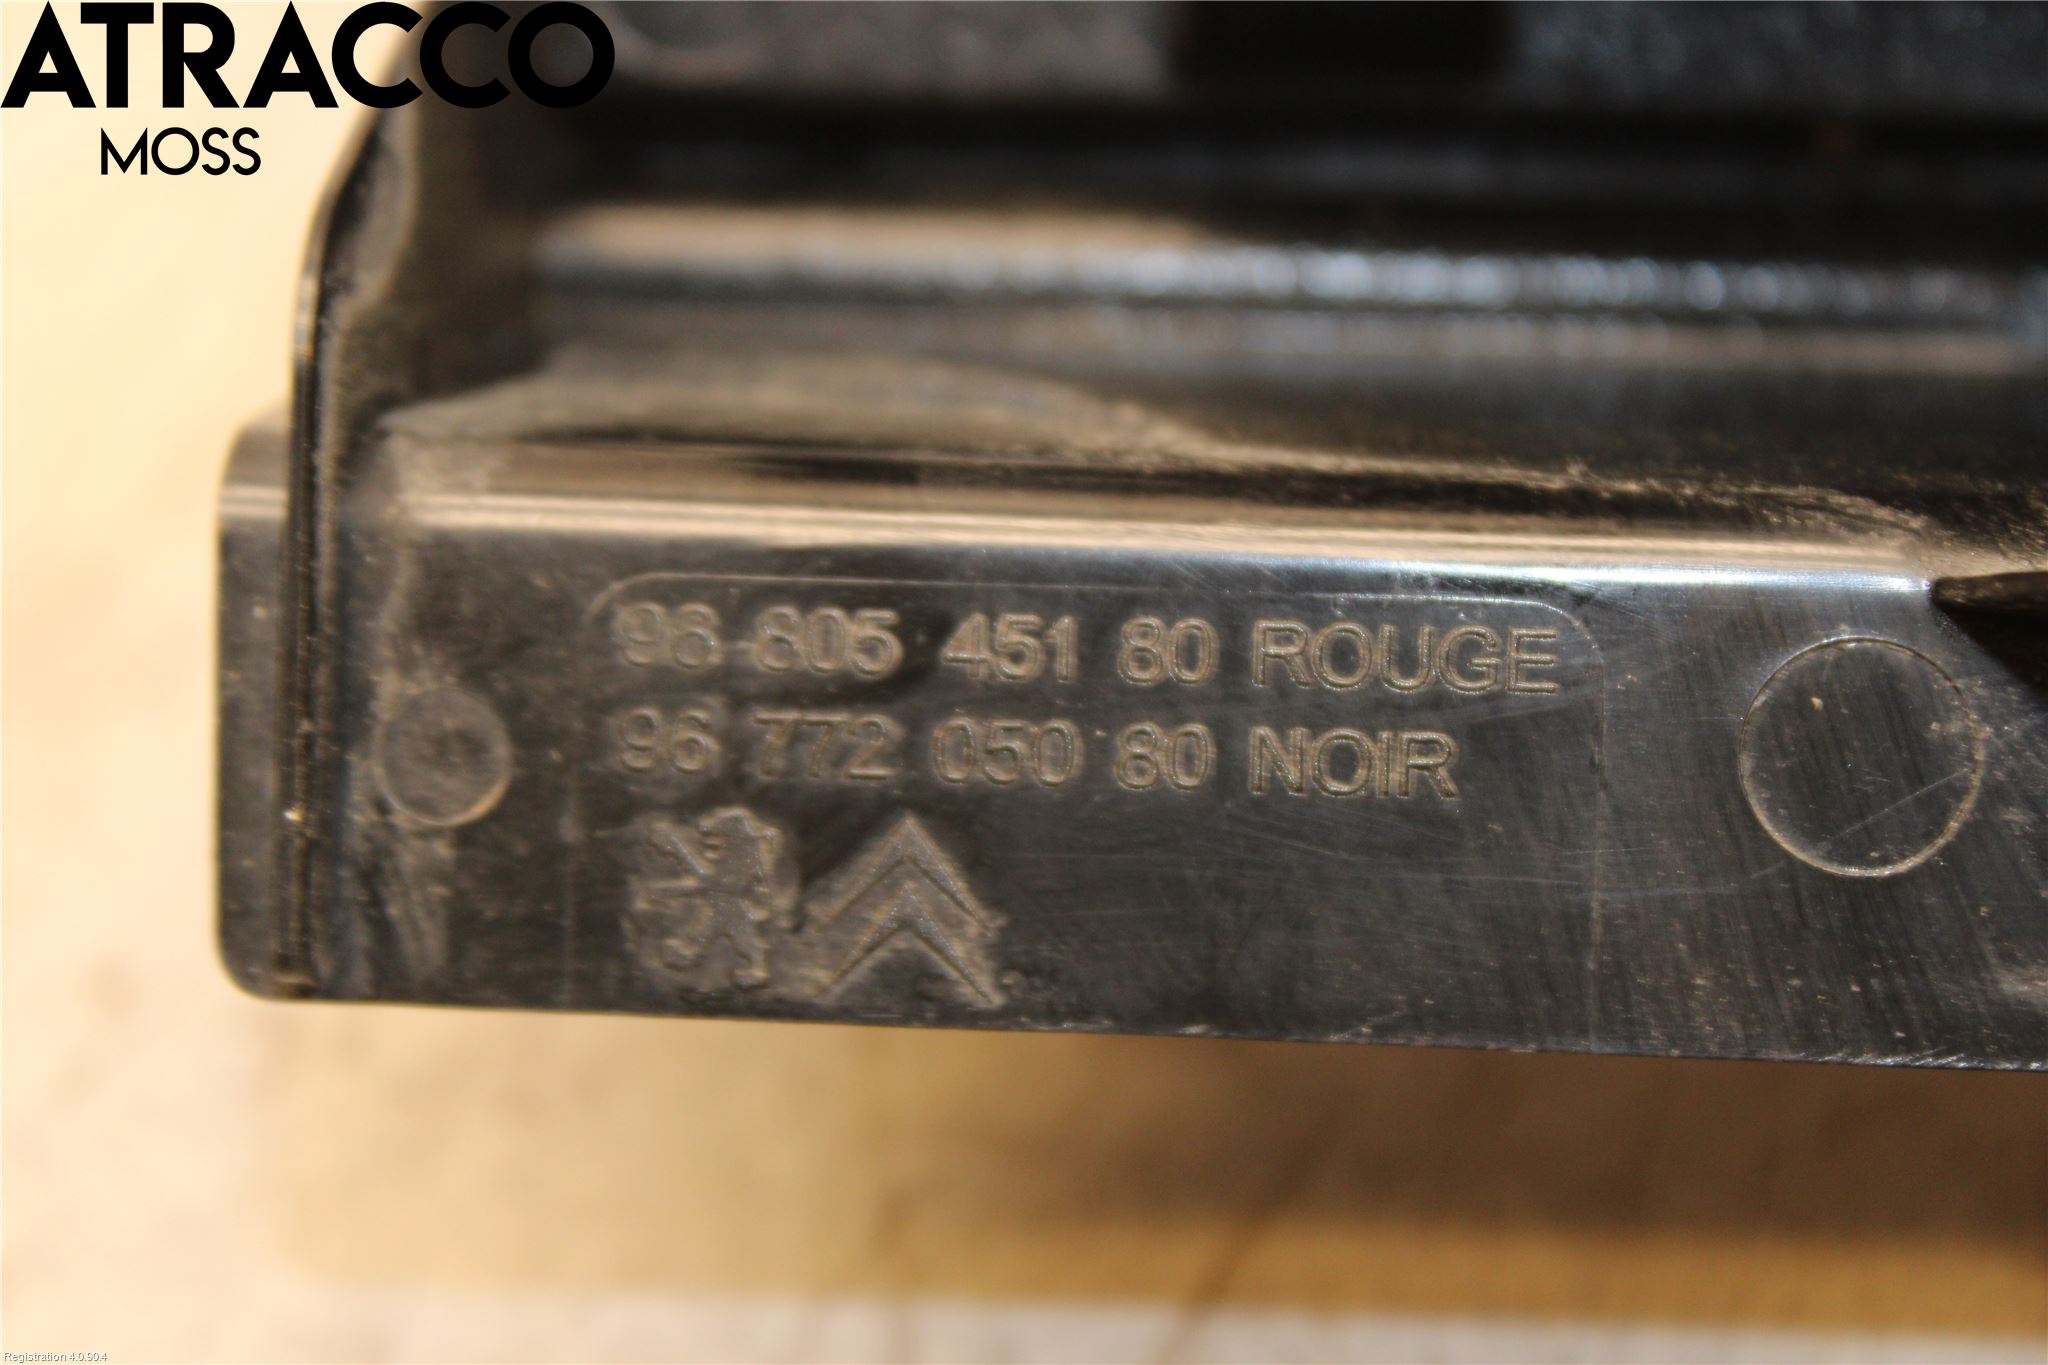 ATRACCO
MOSS
96 805 451 80 ROUGE
96 772 050 80 NOIR
Registration 4.0.90.4